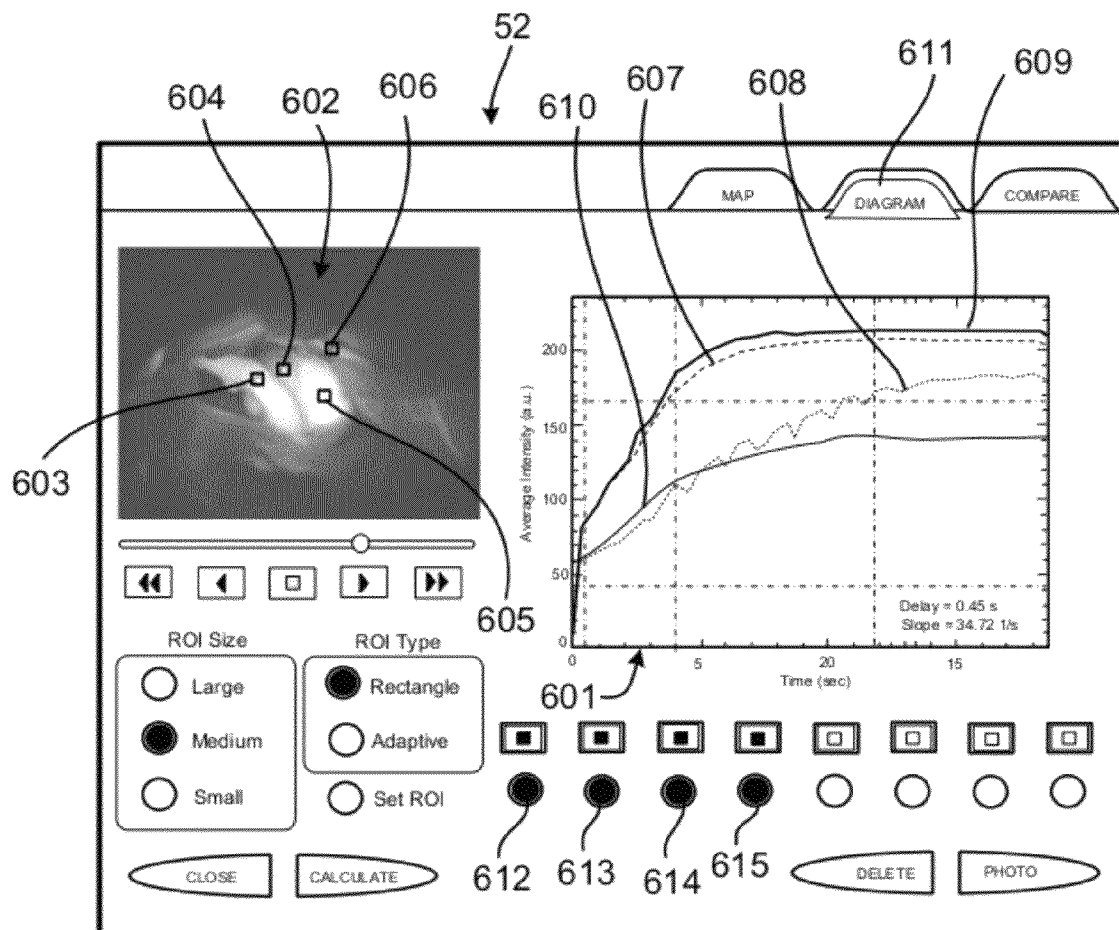 52
604 602 606 610 607 608 611 609
MAP DIAGRAM COMPARE
603
605
200
150
100
50
0
Average Intensity (a.u.)
Delay = 0.45 s
Slope = 34.72 1/s
0 5 20 15
Time (sec)
601
ROI Size ROI Type
Large Rectangle
Medium Adaptive
Small Set ROI
612 613 614 615
CLOSE CALCULATE DELETE PHOTO